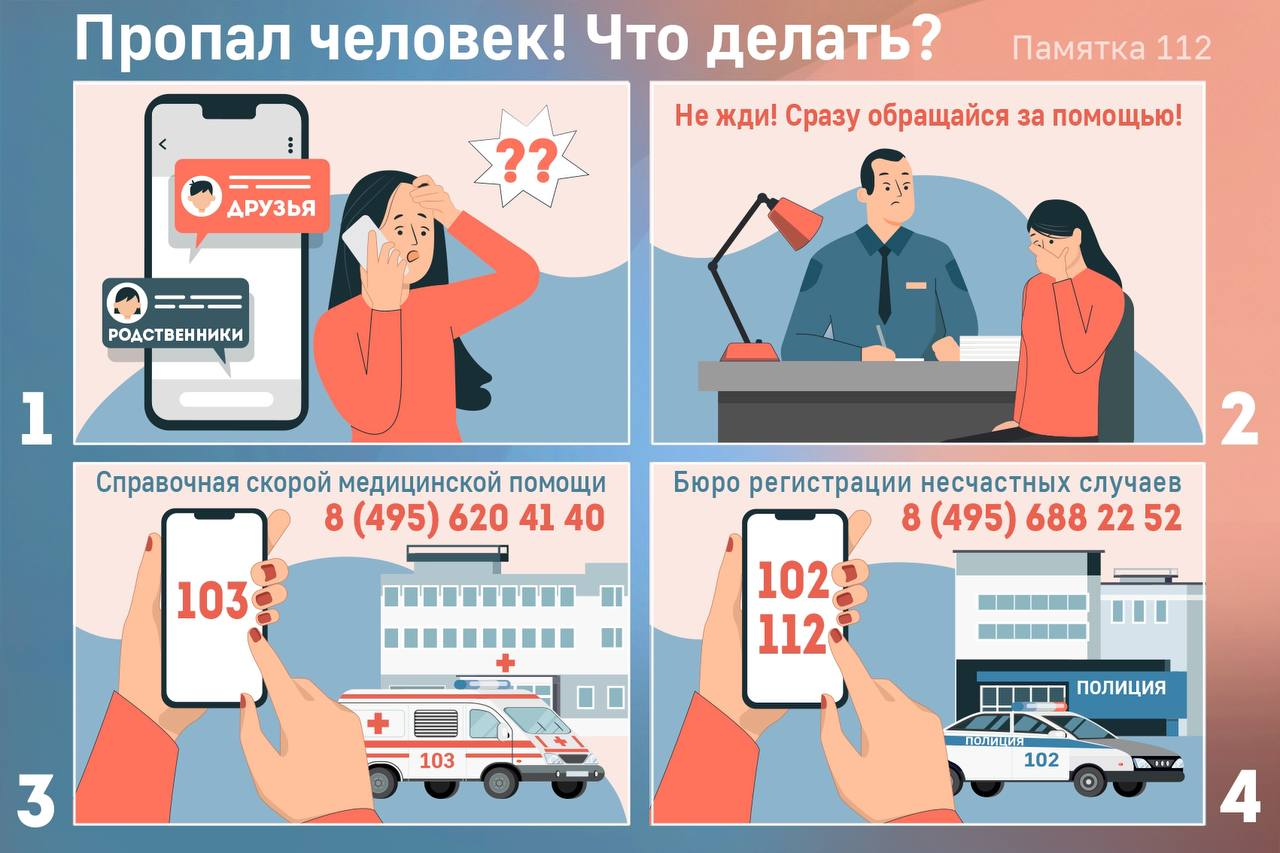 Пропал человек! Что делать?
Памятка 112
??
ДРУЗЬЯ
РОДСТВЕННИКИ
1
Не жди! Сразу обращайся за помощью!
2
Справочная скорой медицинской помощи
8 (495) 620 41 40
103
103
3
Бюро регистрации несчастных случаев
8 (495) 688 22 52
102
112
ПОЛИЦИЯ
ПОЛИЦИЯ
102
4